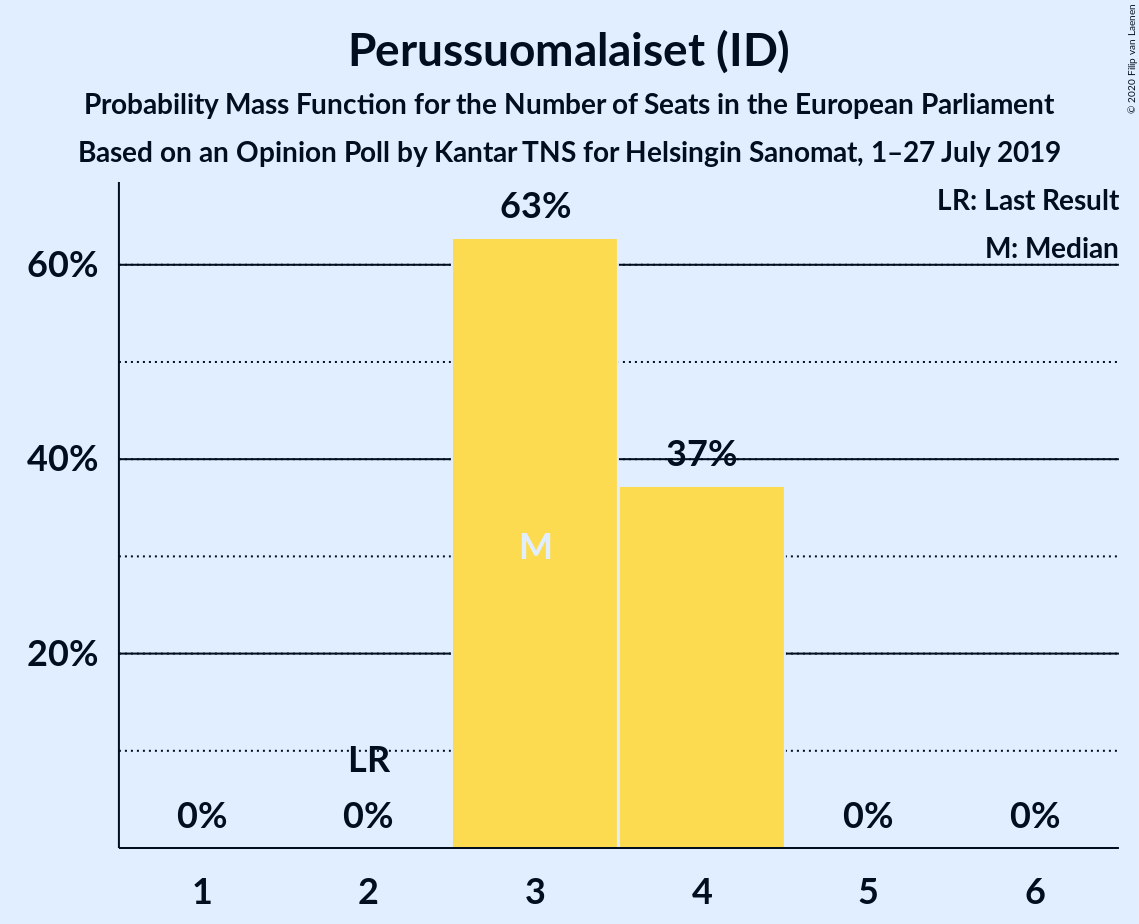 Perussuomalaiset (ID)
Probability Mass Function for the Number of Seats in the European Parliament
Based on an Opinion Poll by Kantar TNS for Helsingin Sanomat, 1–27 July 2019
© 2020 Filip van Laenen
LR: Last Result
M: Median
63%
60%
37%
40%
M
20%
LR
0%
0%
0%
0%
1
2
3
4
5
6